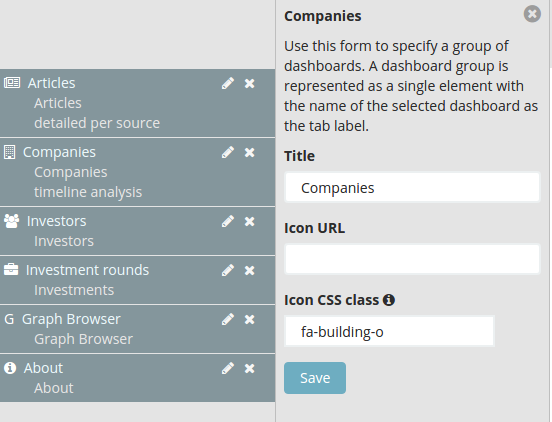 Articles
Articles
detailed per source
Companies
Companies
timeline analysis
Investors
Investors
Investment rounds
Investments
G Graph Browser
Graph Browser
About
About
Companies
Use this form to specify a group of
dashboards. A dashboard group is
represented as a single element with
the name of the selected dashboard as
the tab label.
Title
Companies
Icon URL
Icon CSS class
fa-building-o
Save